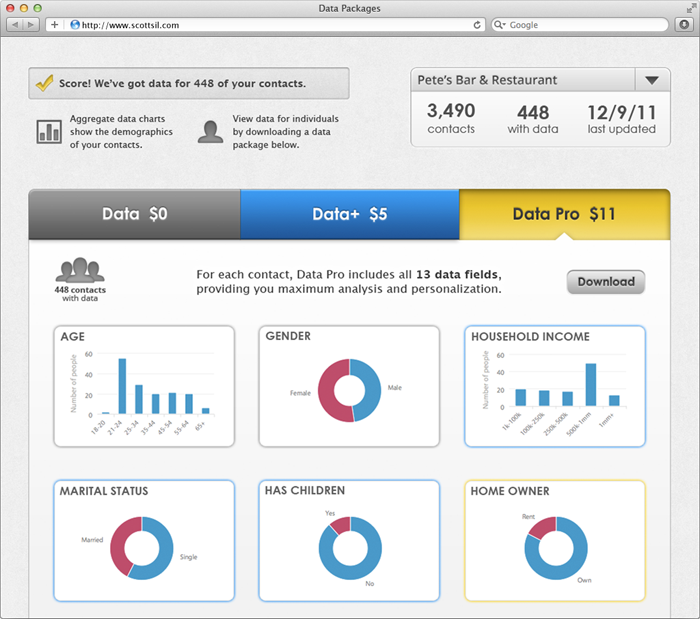 Data Packages
http://www.scottsil.com
Google
Score! We've got data for 448 of your contacts.
Aggregate data charts
show the demographics
of your contacts.
View data for individuals
by downloading a data
package below.
Pete's Bar & Restaurant
3,490
contacts
448
with data
12/9/11
last updated
Data $0
Data+ $5
Data Pro $11
448 contacts
with data
For each contact, Data Pro includes all 13 data fields,
providing you maximum analysis and personalization.
Download
AGE
Number of people
60
40
20
0
18-20
21-24
25-34
35-44
45-54
55-64
65+
GENDER
Female
Male
HOUSEHOLD INCOME
Number of people
60
40
20
0
1k-100k
100k-250k
250k-500k
500k-1mm
1mm+
MARITAL STATUS
Married
Single
HAS CHILDREN
Yes
No
HOME OWNER
Rent
Own